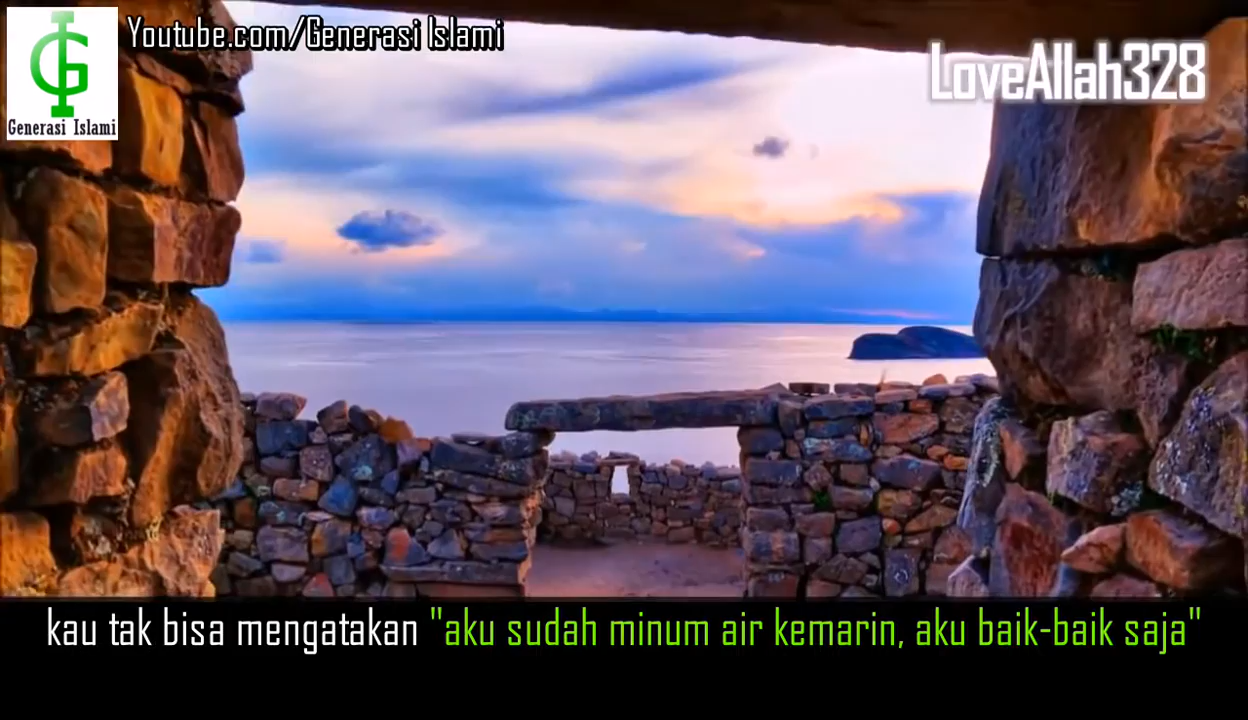 Youtube.com/Generasi Islami
LoveAllah328
GI
Generasi Islami
kau tak bisa mengatakan "aku sudah minum air kemarin, aku baik-baik saja"